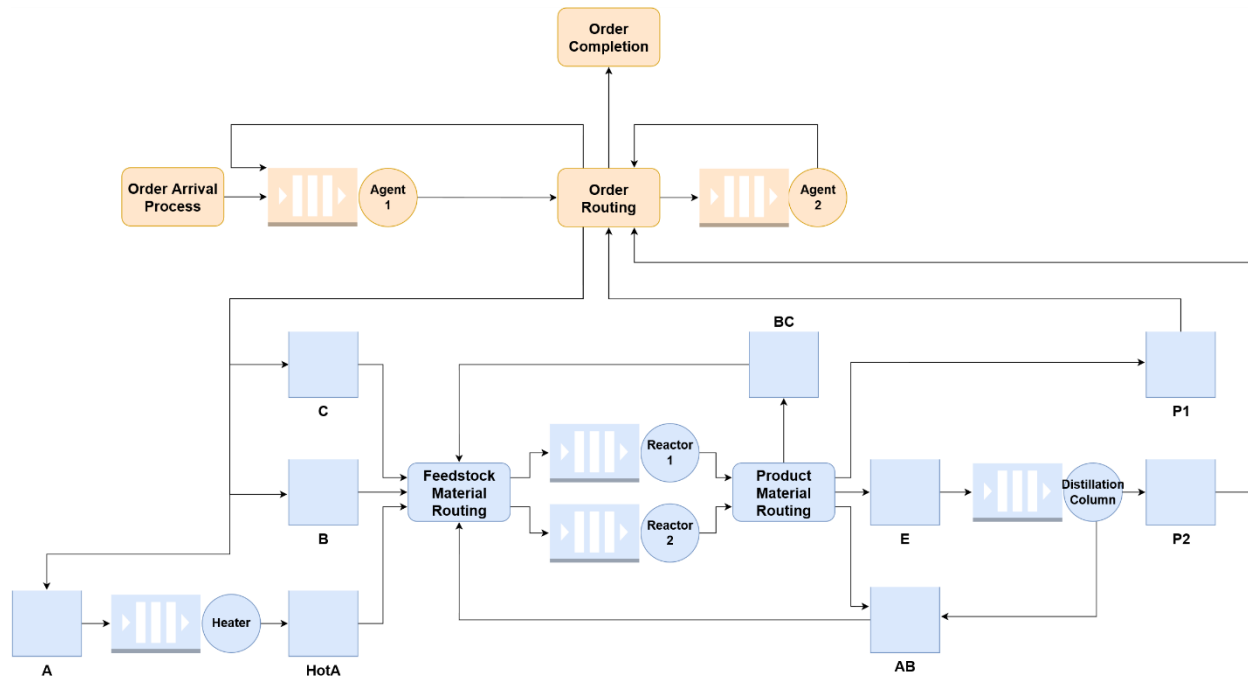 Order
Completion
Order Arrival
Process
Agent
1
Order
Routing
Agent
2
BC
C
P1
Reactor
1
Feedstock
Material
Routing
Product
Material
Routing
Distillation
Column
B
Reactor
2
E
P2
Heater
A
HotA
AB